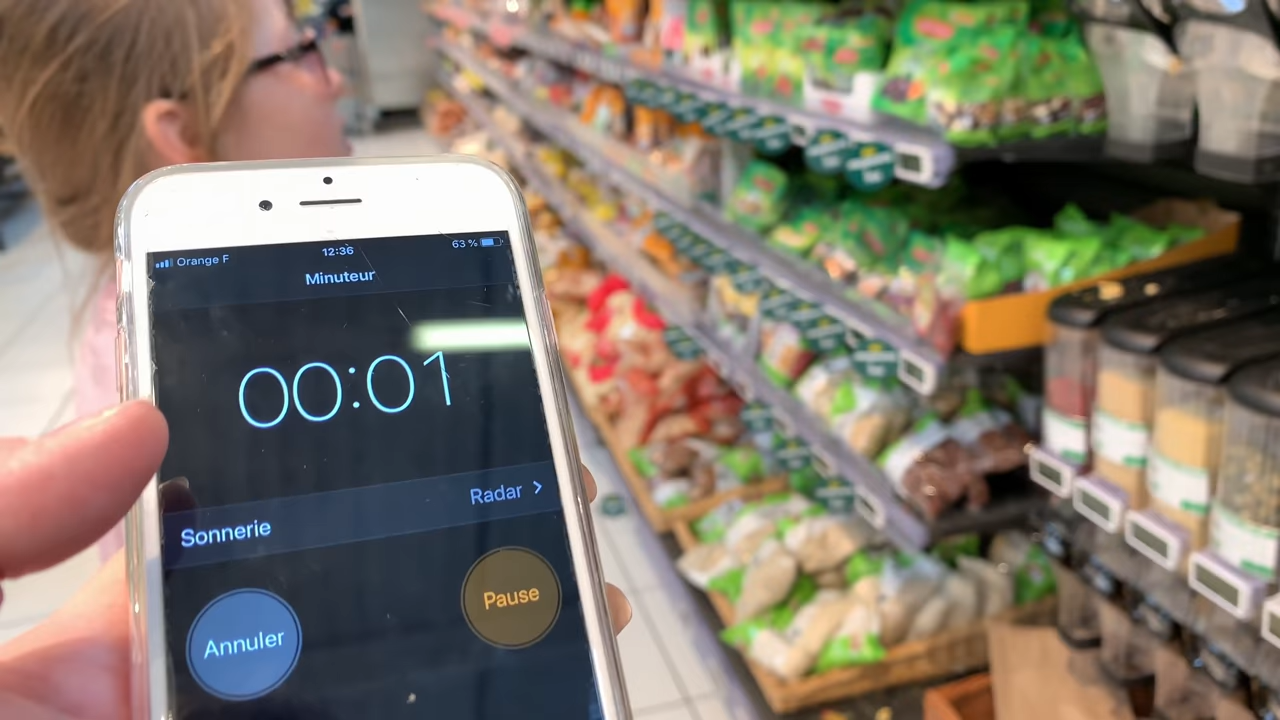 Orange F
12:36
63 %
Minuteur
00:01
Sonnerie
Radar
Annuler
Pause